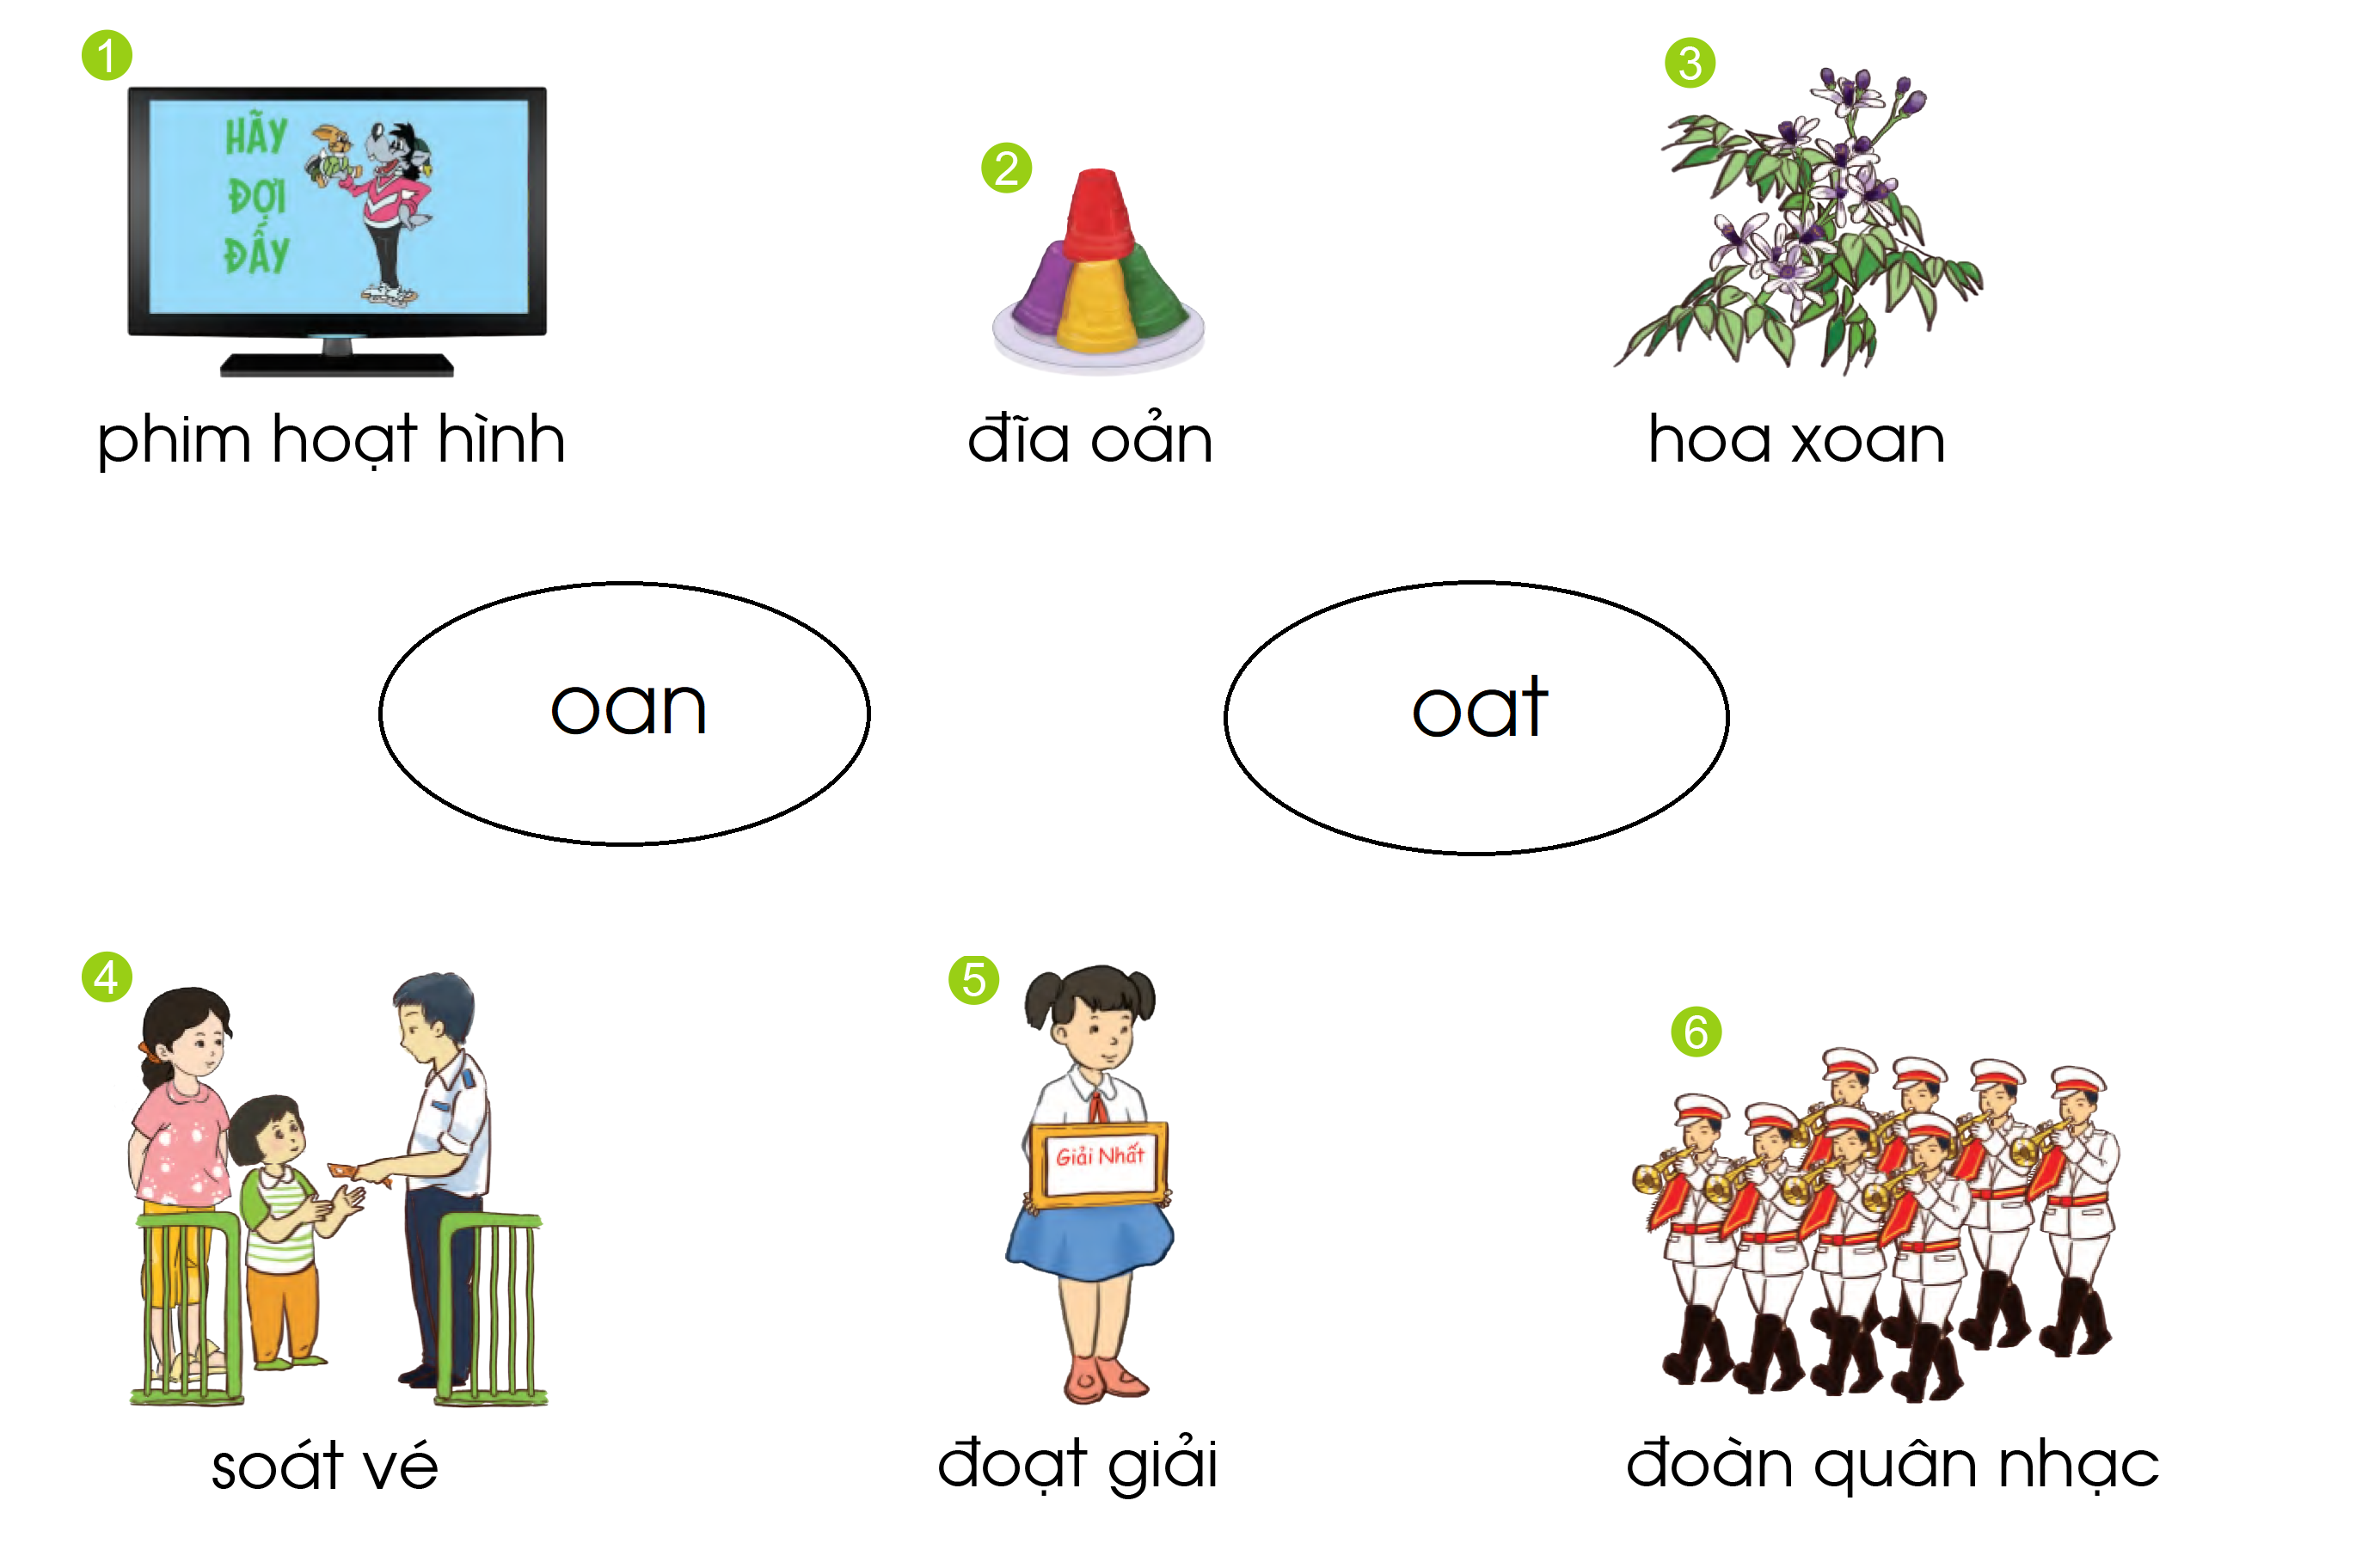 1
HÃY
ĐỢI
ĐẤY
phim hoạt hình
2
đĩa oản
3
hoa xoan
oan
oat
4
soát vé
5
Giải Nhất
đoạt giải
6
đoàn quân nhạc